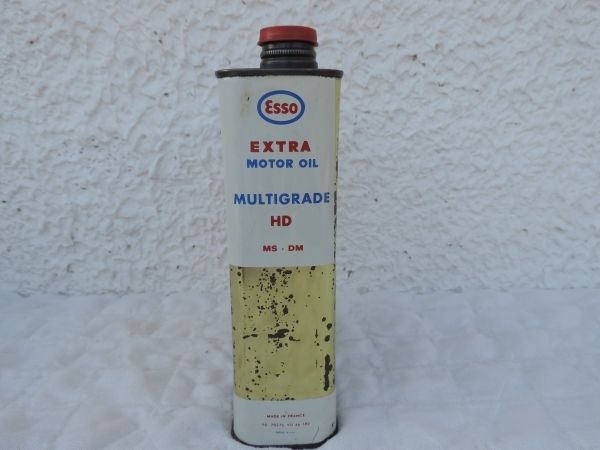 Esso
EXTRA
MOTOR OIL
MULTIGRADE
HD
MS - DM
MADE IN FRANCE